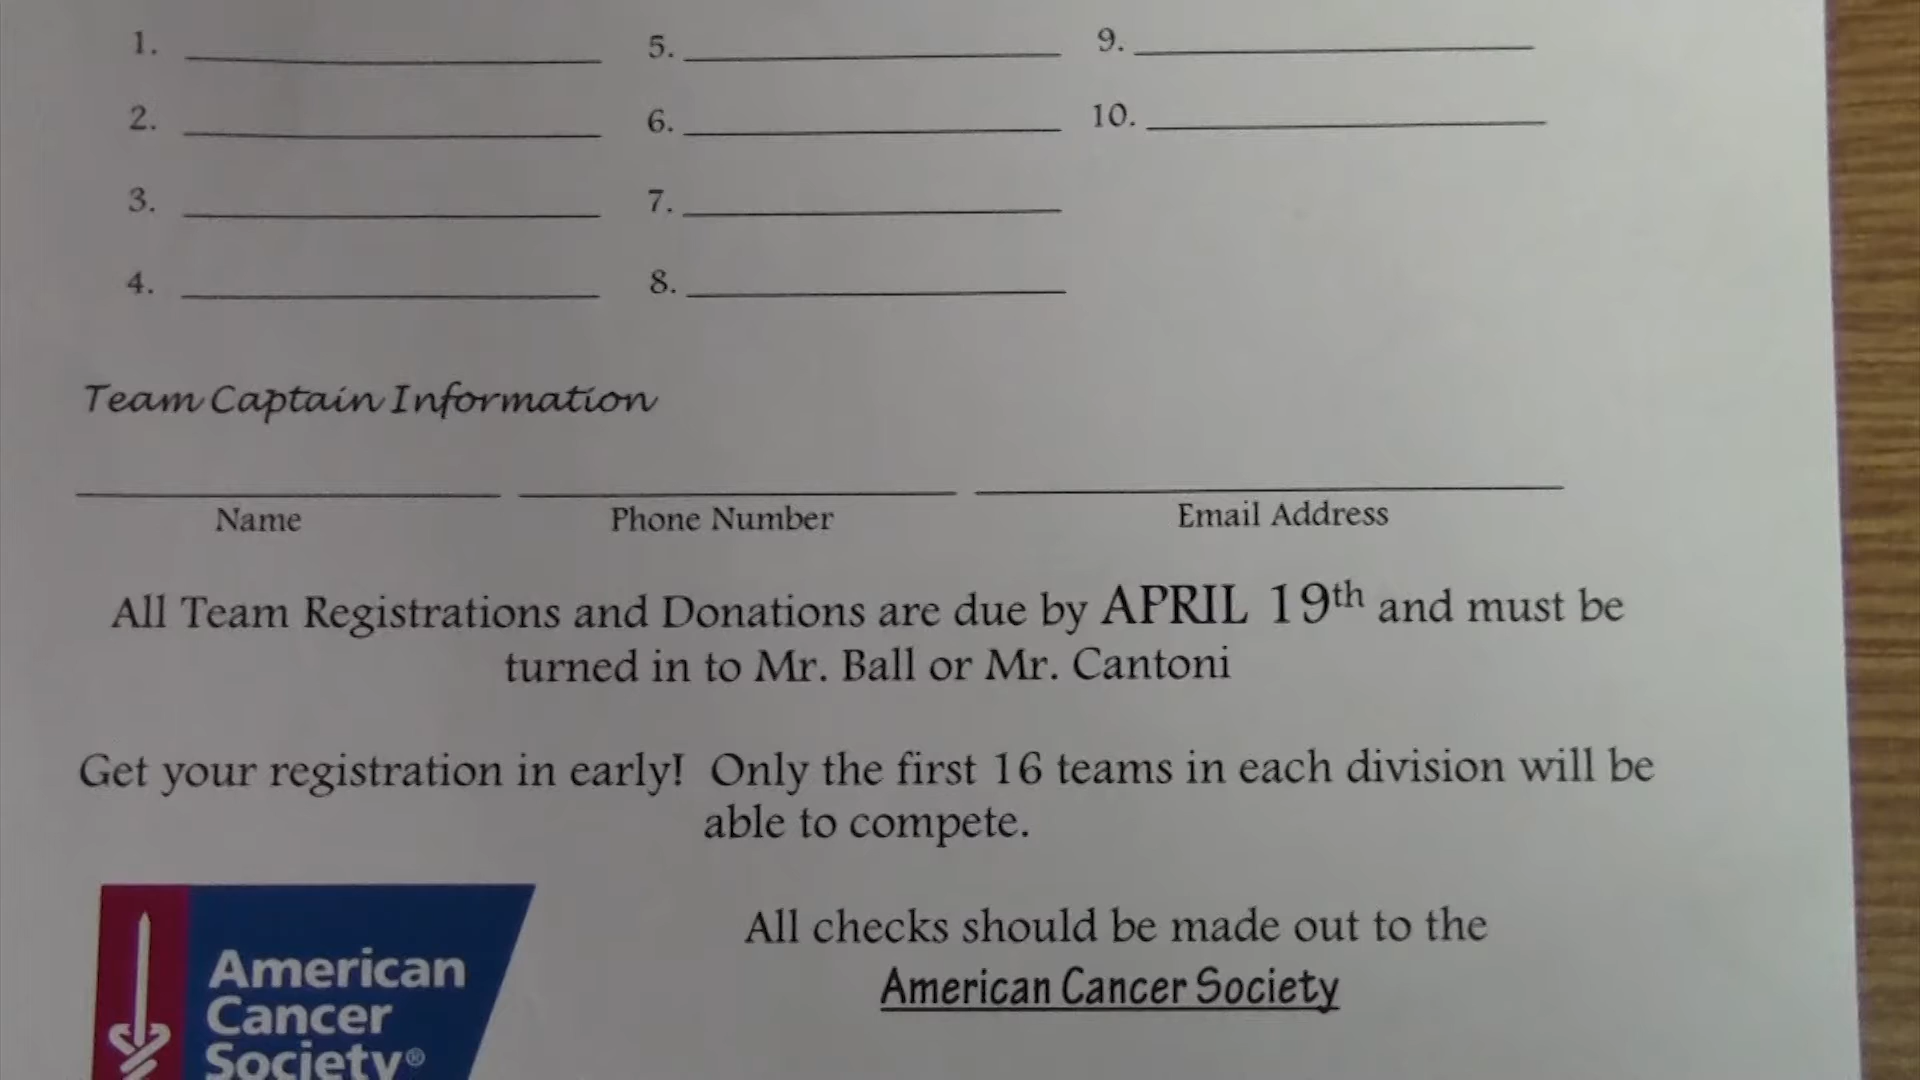 1. 5. 9.
2. 6. 10.
3. 7.
4. 8.
Team Captain Information
Name Phone Number Email Address
All Team Registrations and Donations are due by APRIL 19th and must be
turned in to Mr. Ball or Mr. Cantoni
Get your registration in early! Only the first 16 teams in each division will be
able to compete.
All checks should be made out to the
American Cancer Society
American
Cancer
Society®